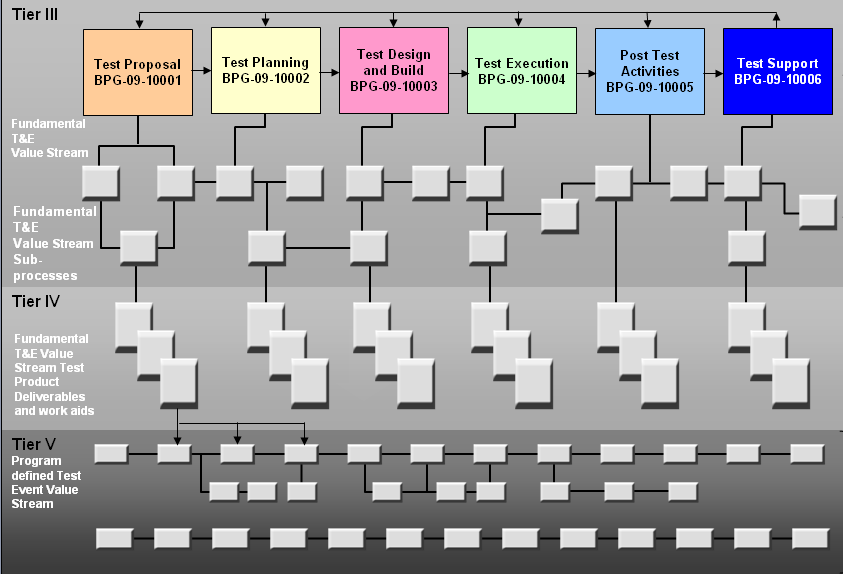 Tier III
Test Proposal
BPG-09-10001
Test Planning
BPG-09-10002
Test Design
and Build
BPG-09-10003
Test Execution
BPG-09-10004
Post Test
Activities
BPG-09-10005
Test Support
BPG-09-10006
Fundamental
T&E
Value Stream
Fundamental
T&E
Value Stream
Sub-
processes
Tier IV
Fundamental
T&E Value
Stream Test
Product
Deliverables
and work aids
Tier V
Program
defined Test
Event Value
Stream